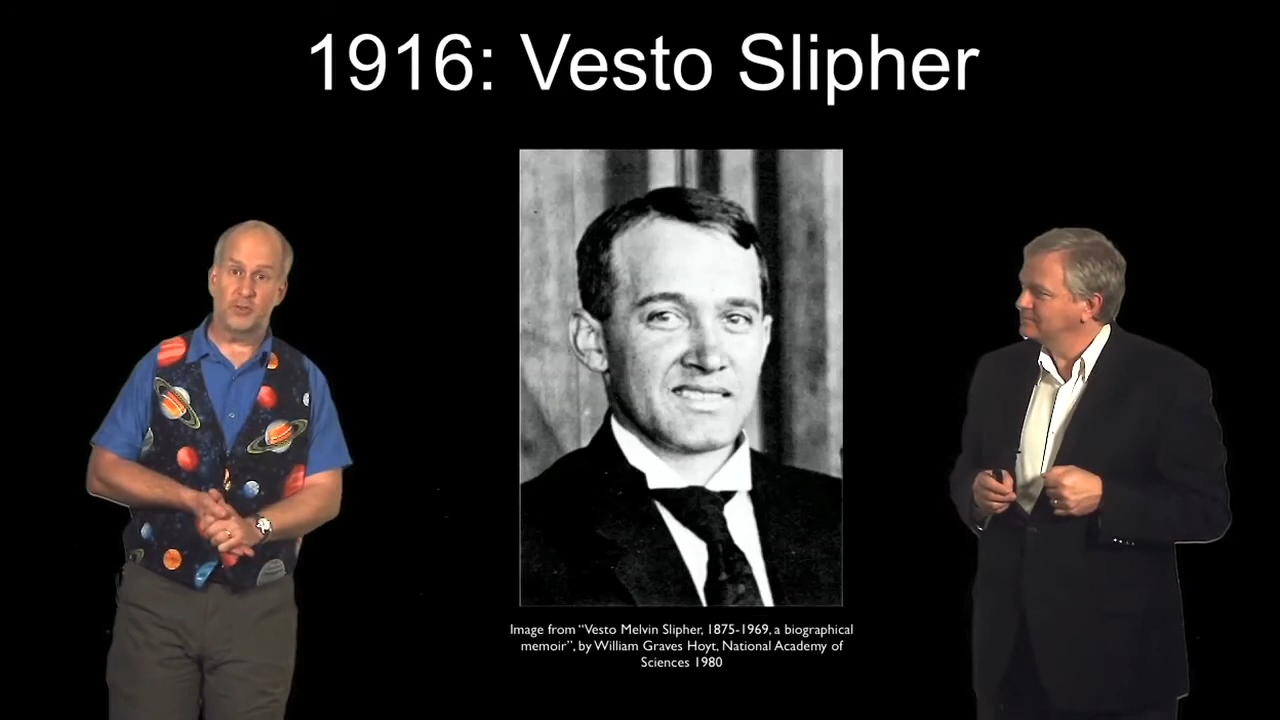 1916: Vesto Slipher
Image from “Vesto Melvin Slipher, 1875-1969, a biographical
memoir”, by William Graves Hoyt, National Academy of
Sciences 1980